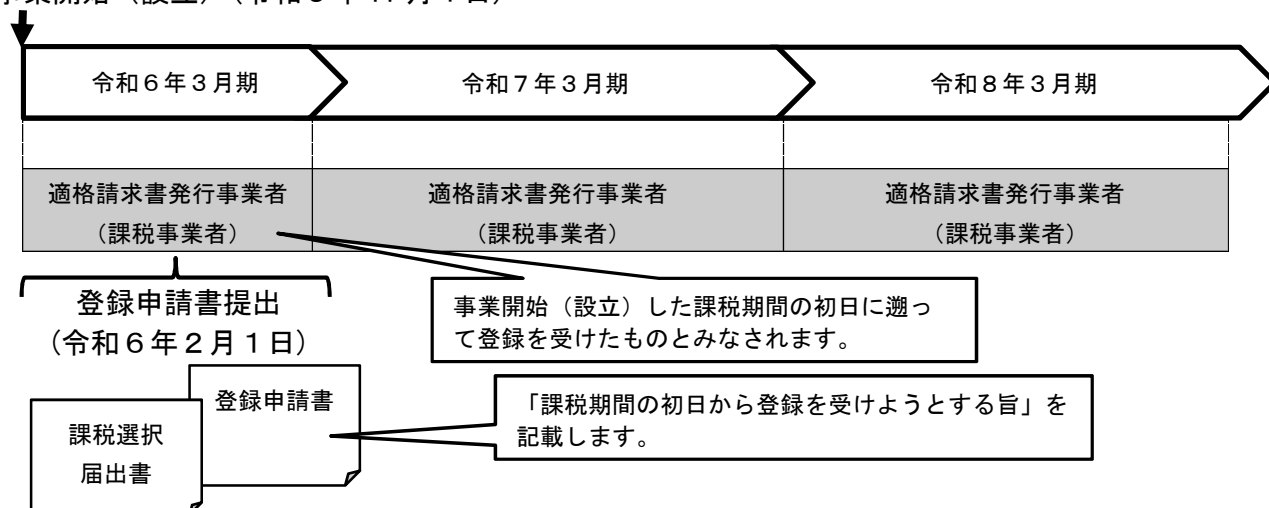 令和６年３月期
令和７年３月期
令和８年３月期
適格請求書発行事業者
（課税事業者）
適格請求書発行事業者
（課税事業者）
適格請求書発行事業者
（課税事業者）
登録申請書提出
（令和６年２月１日）
事業開始（設立）した課税期間の初日に遡っ
て登録を受けたものとみなされます。
登録申請書
「課税期間の初日から登録を受けようとする旨」を
記載します。
課税選択
届出書